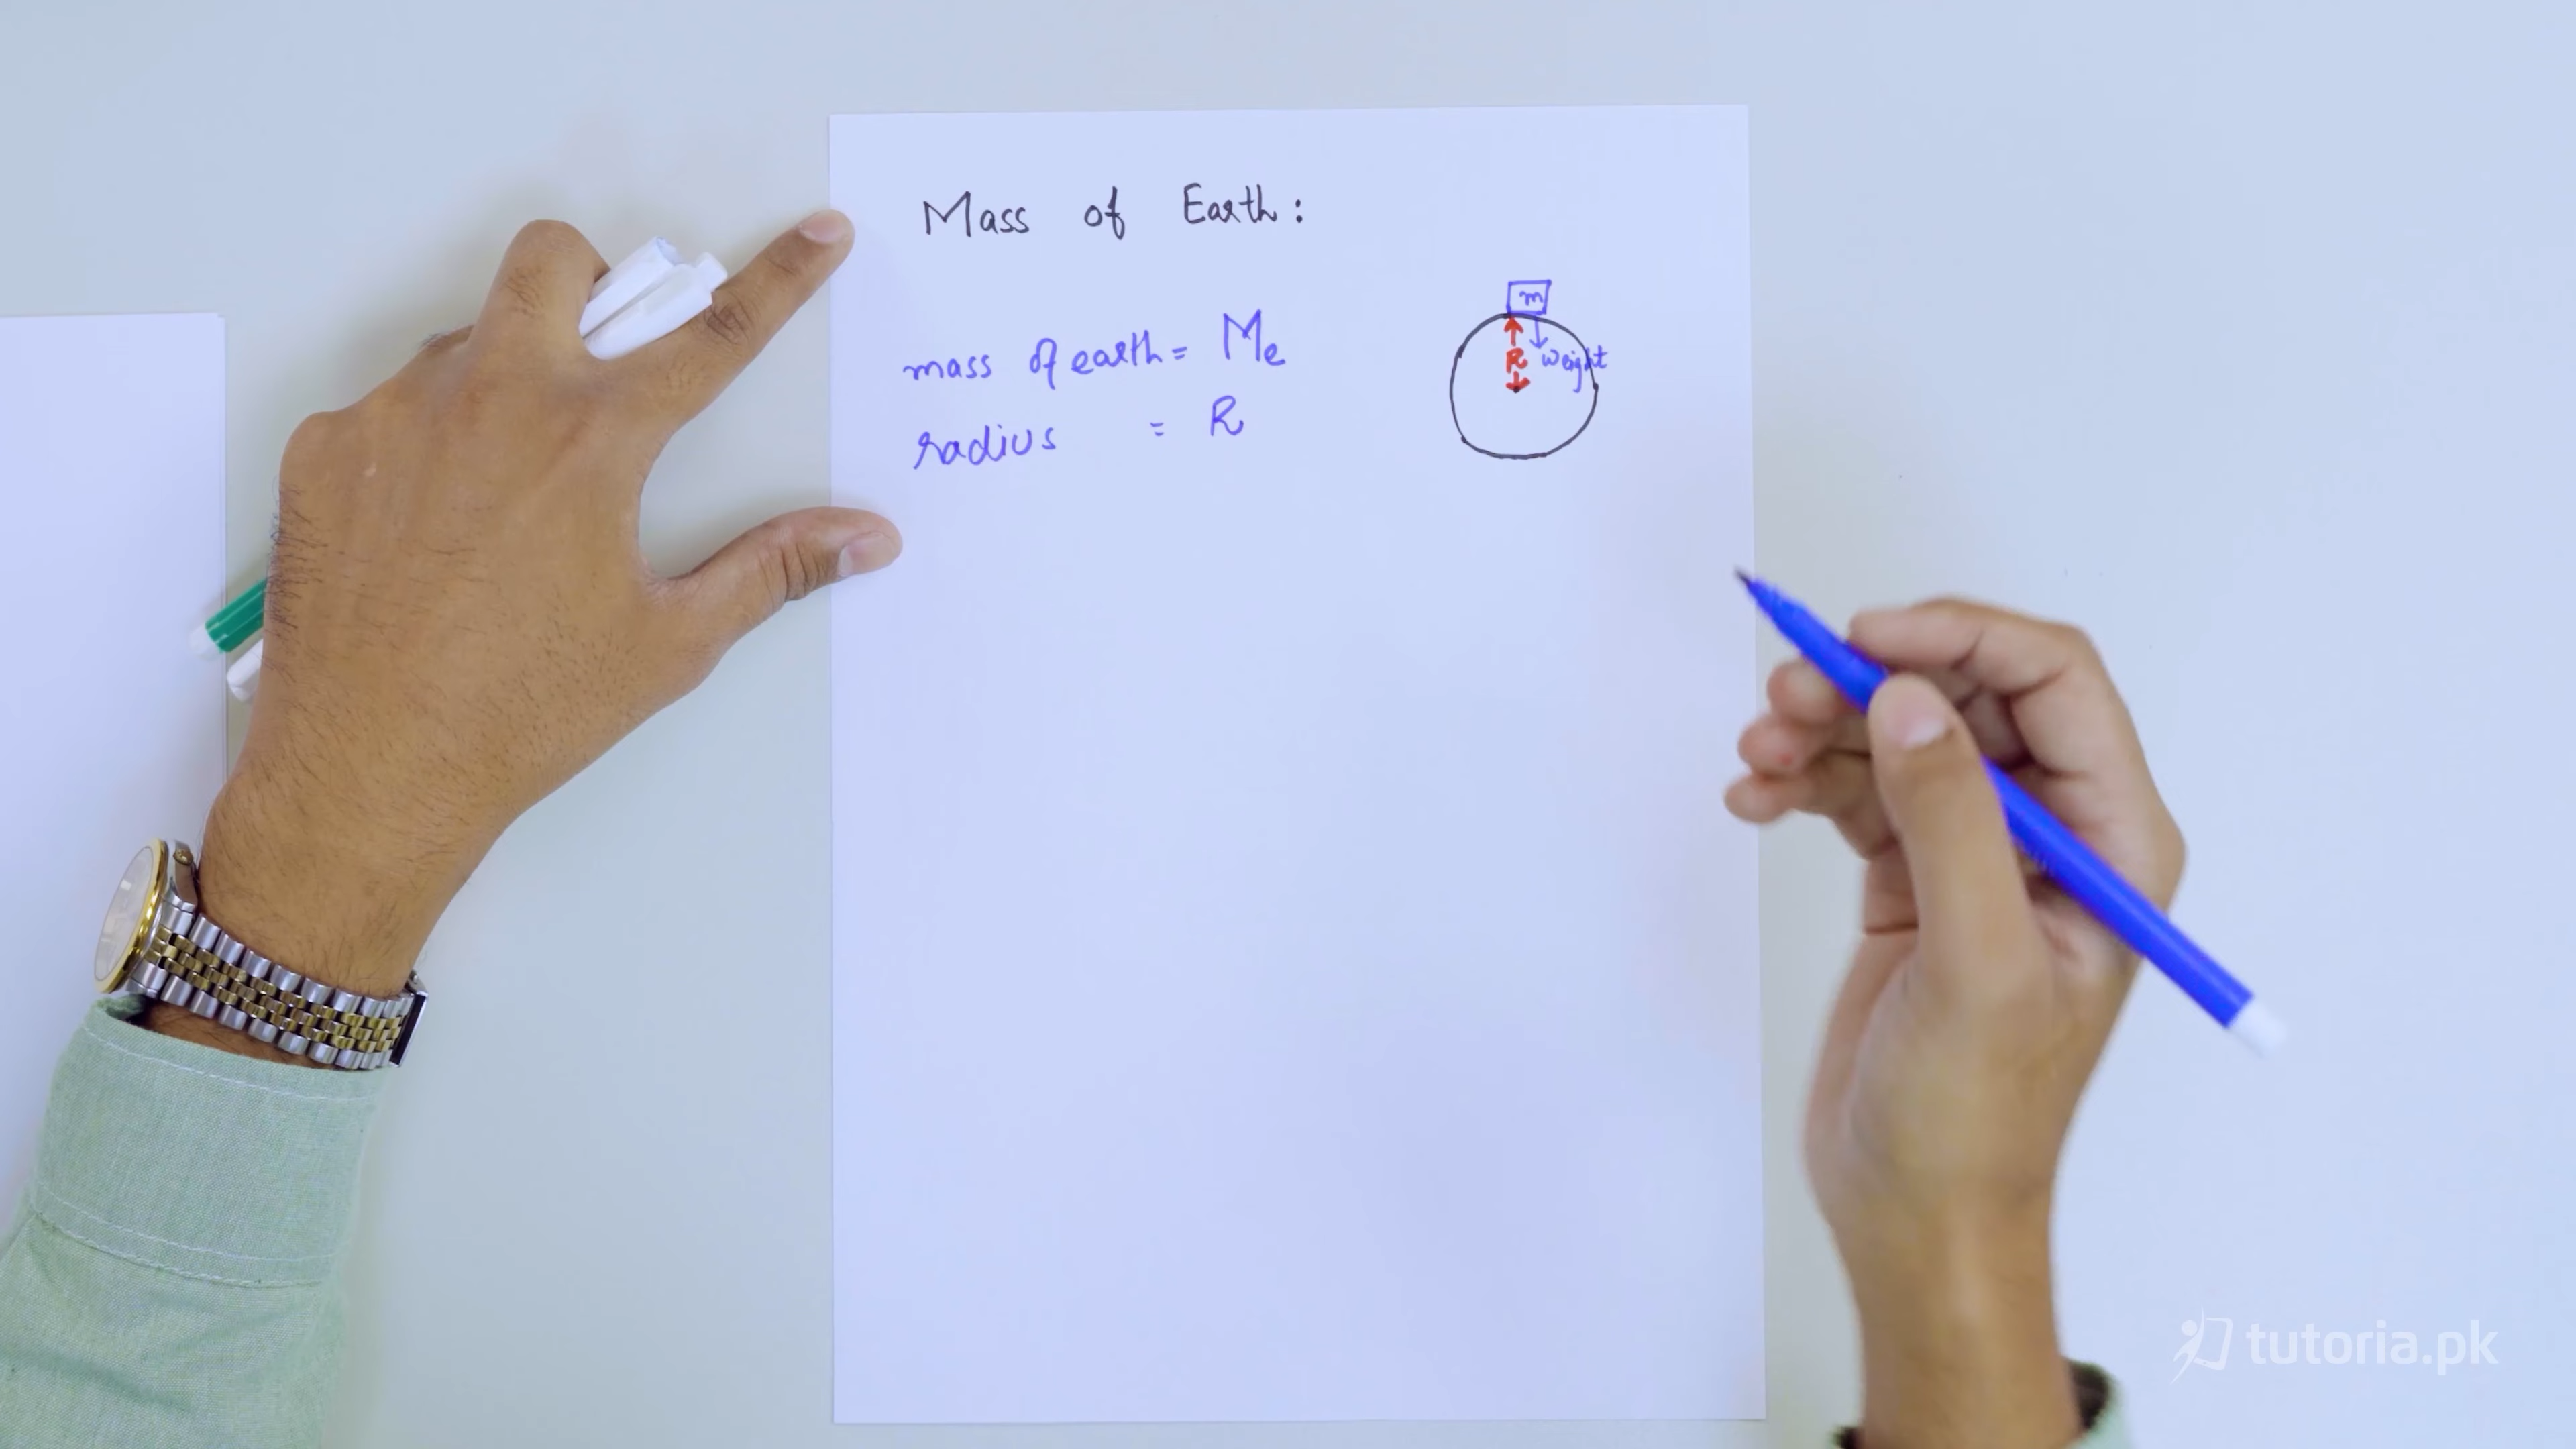 Mass of Earth:
mass of earth = Me
radius = R
m
R
weight
tutoria.pk